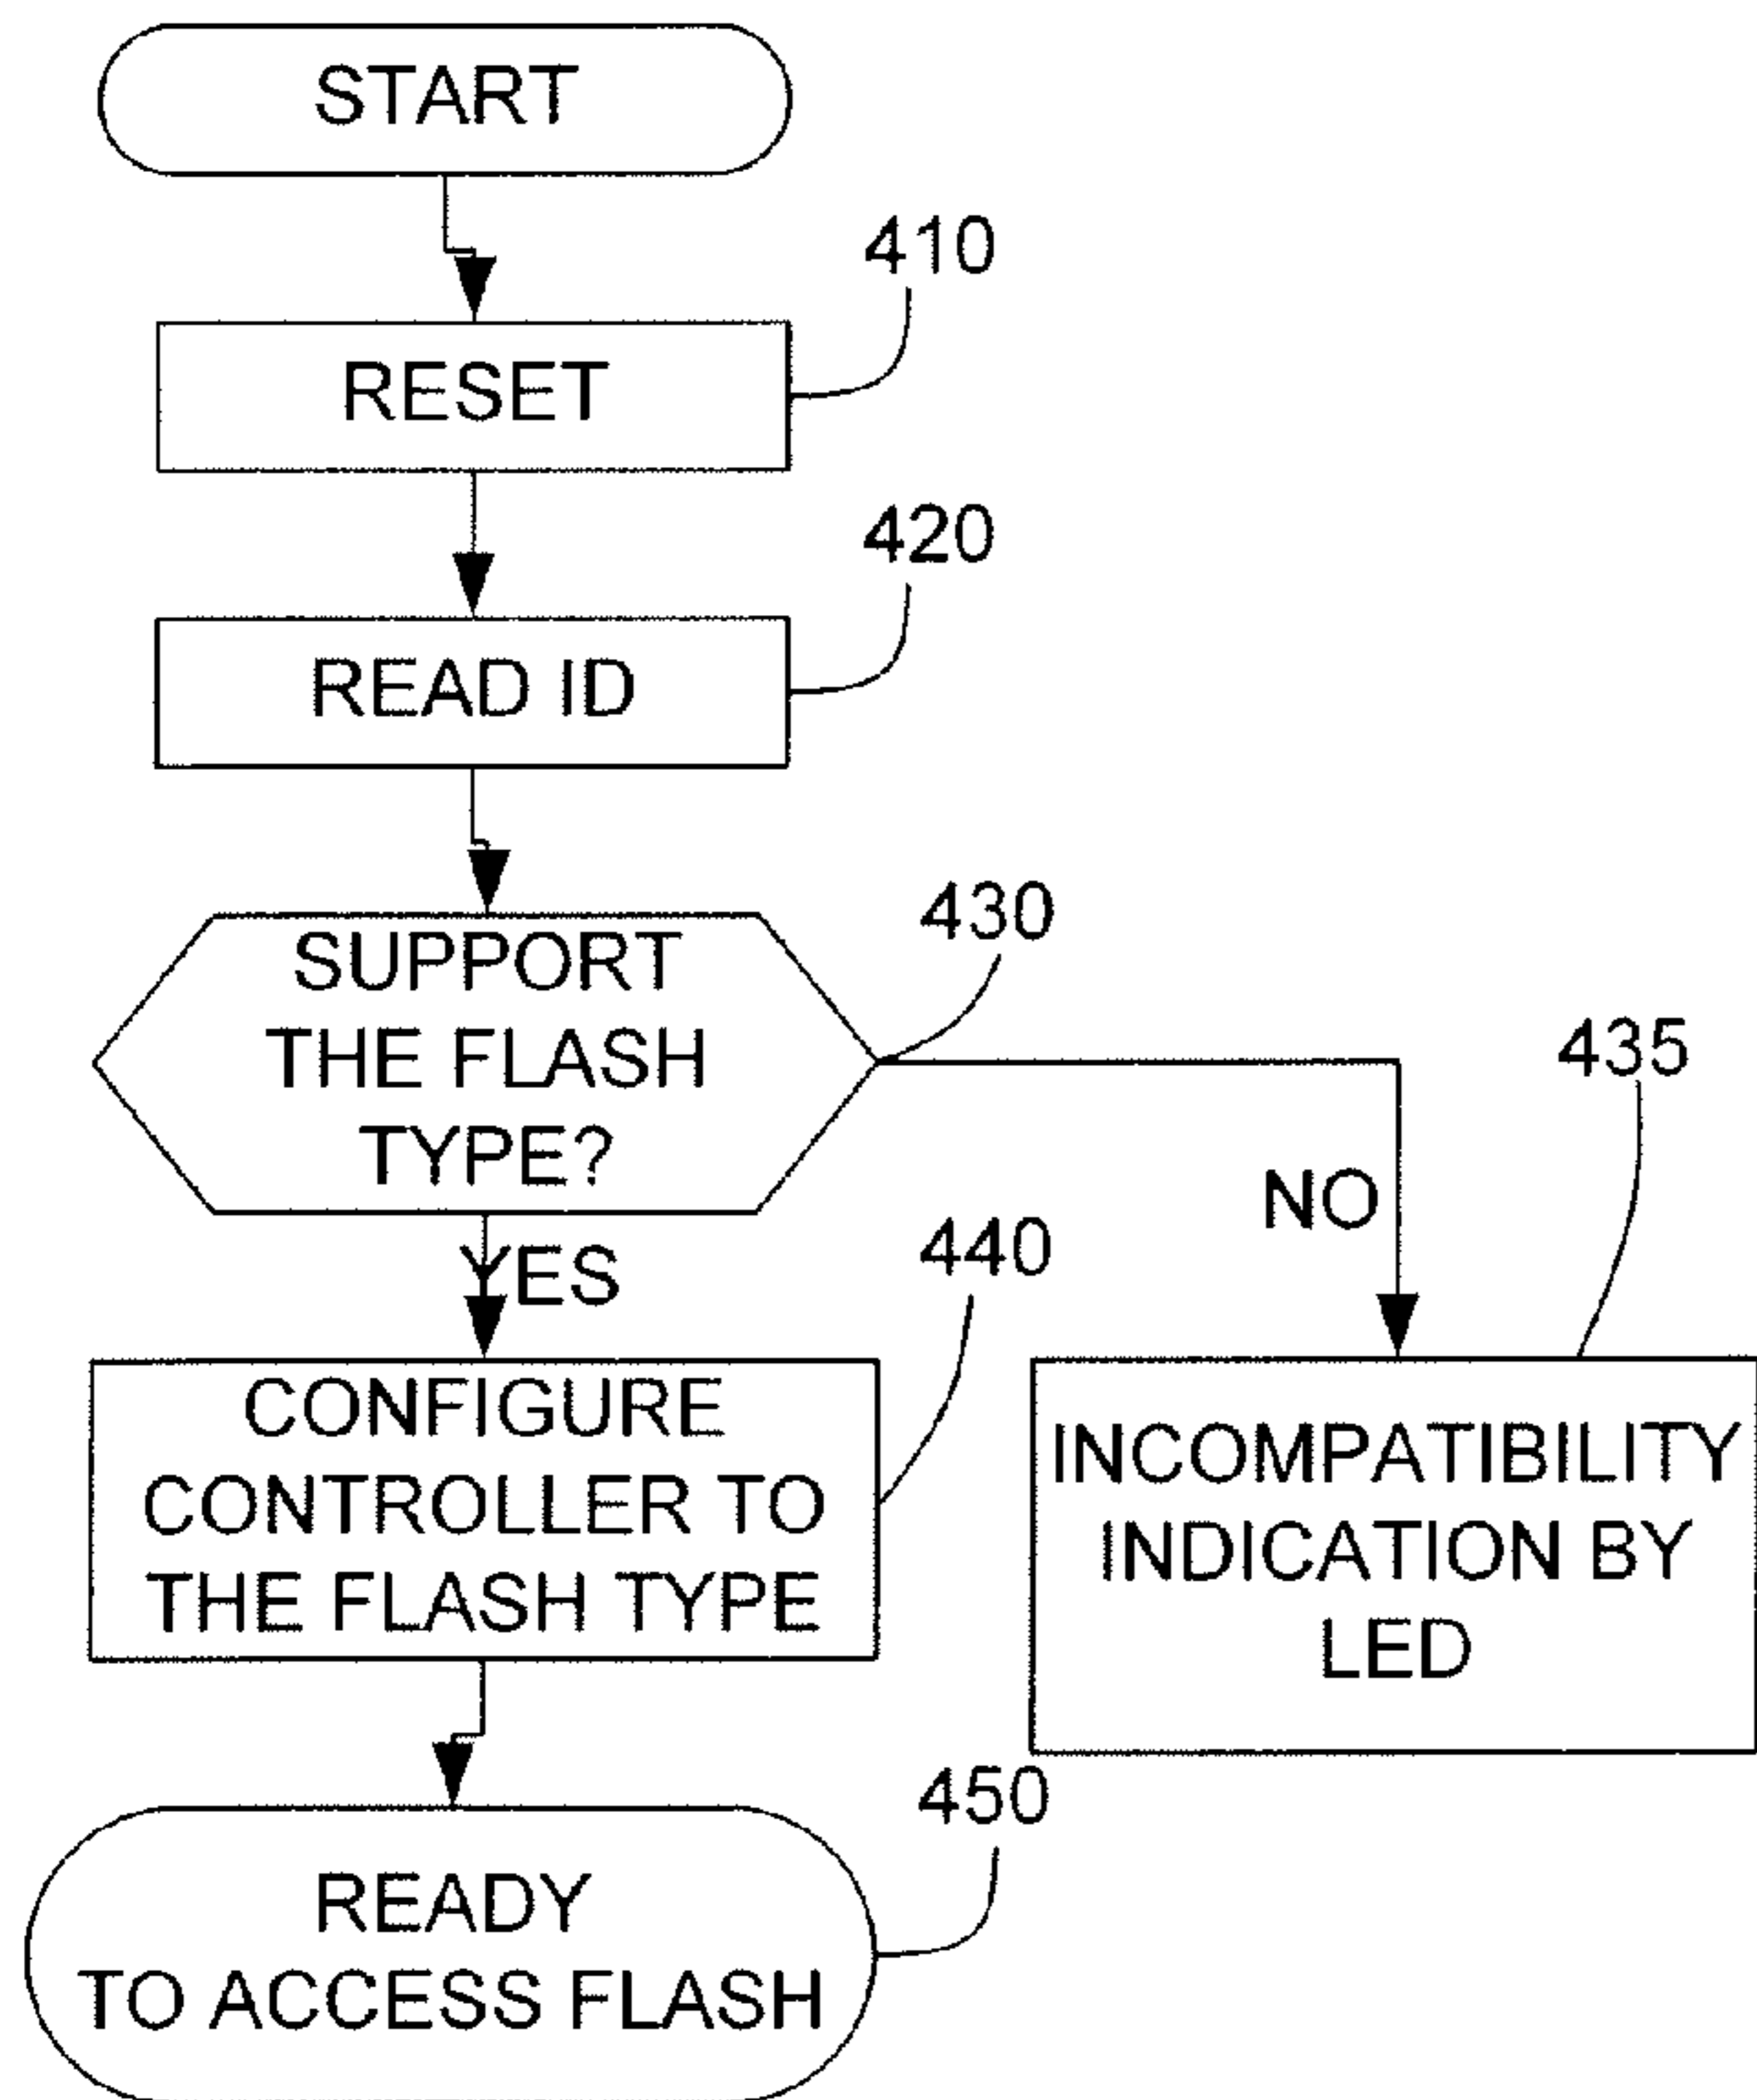 START
410
RESET
420
READ ID
430
SUPPORT
THE FLASH
TYPE?
435
NO
YES
440
CONFIGURE
CONTROLLER TO
THE FLASH TYPE
INCOMPATIBILITY
INDICATION BY
LED
450
READY
TO ACCESS FLASH